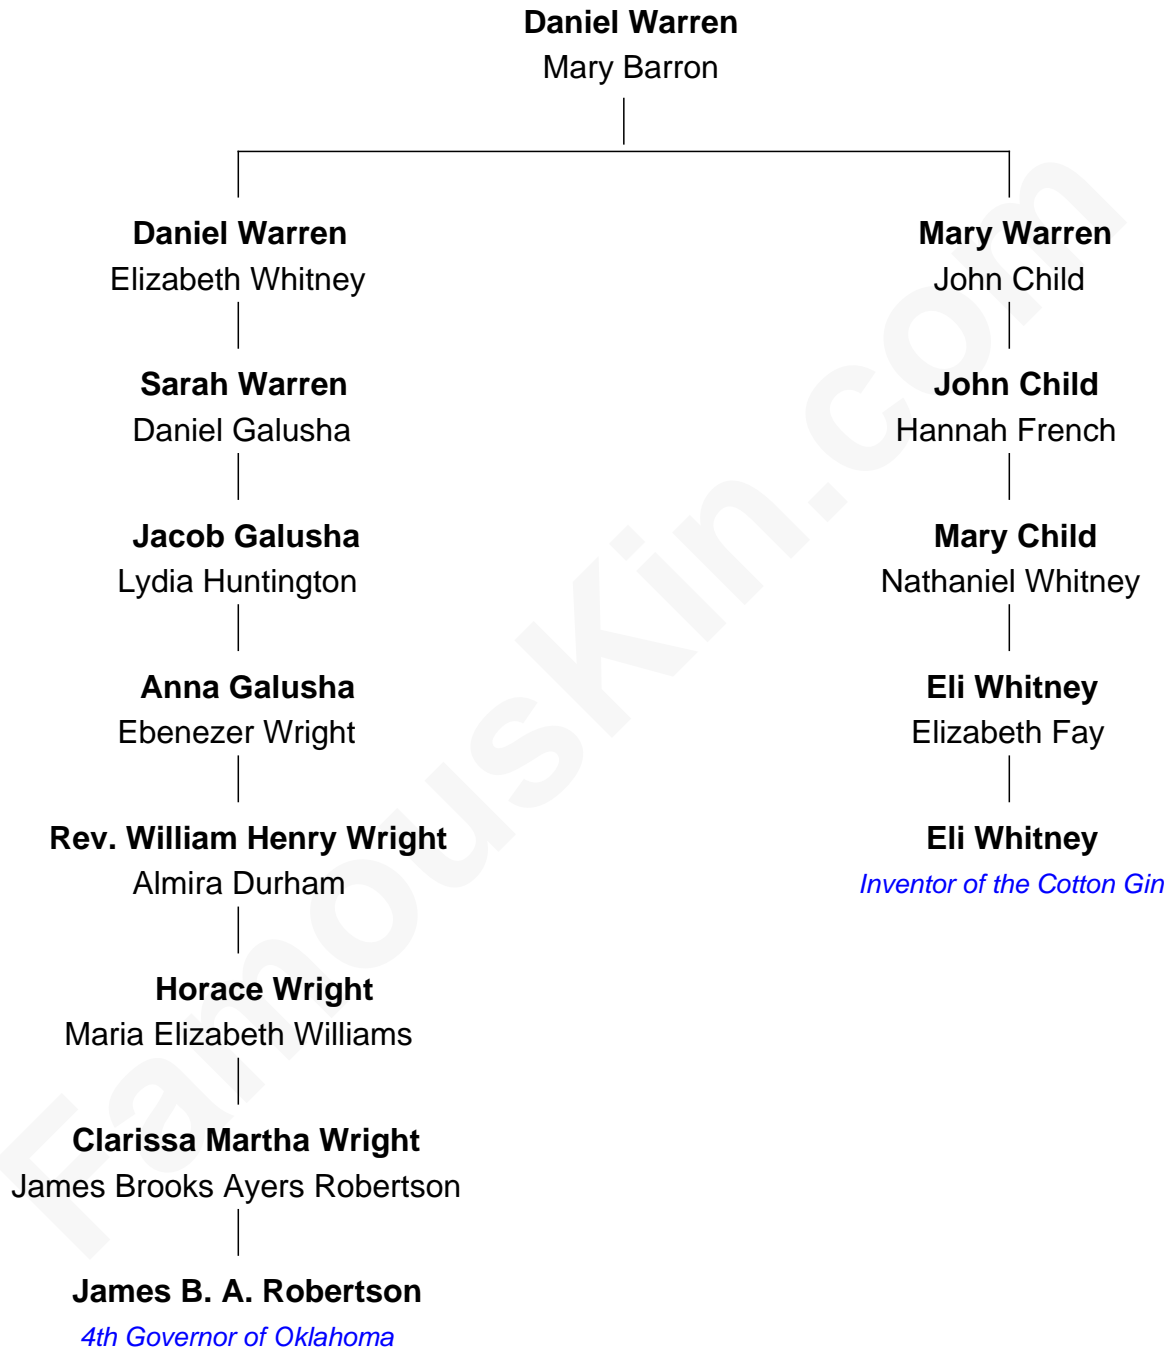 Daniel Warren
Mary Barron
Daniel Warren
Elizabeth Whitney
Sarah Warren
Daniel Galusha
Jacob Galusha
Lydia Huntington
Anna Galusha
Ebenezer Wright
Rev. William Henry Wright
Almira Durham
Horace Wright
Maria Elizabeth Williams
Clarissa Martha Wright
James Brooks Ayers Robertson
James B. A. Robertson
4th Governor of Oklahoma
Mary Warren
John Child
John Child
Hannah French
Mary Child
Nathaniel Whitney
Eli Whitney
Elizabeth Fay
Eli Whitney
Inventor of the Cotton Gin
FamousKin.com